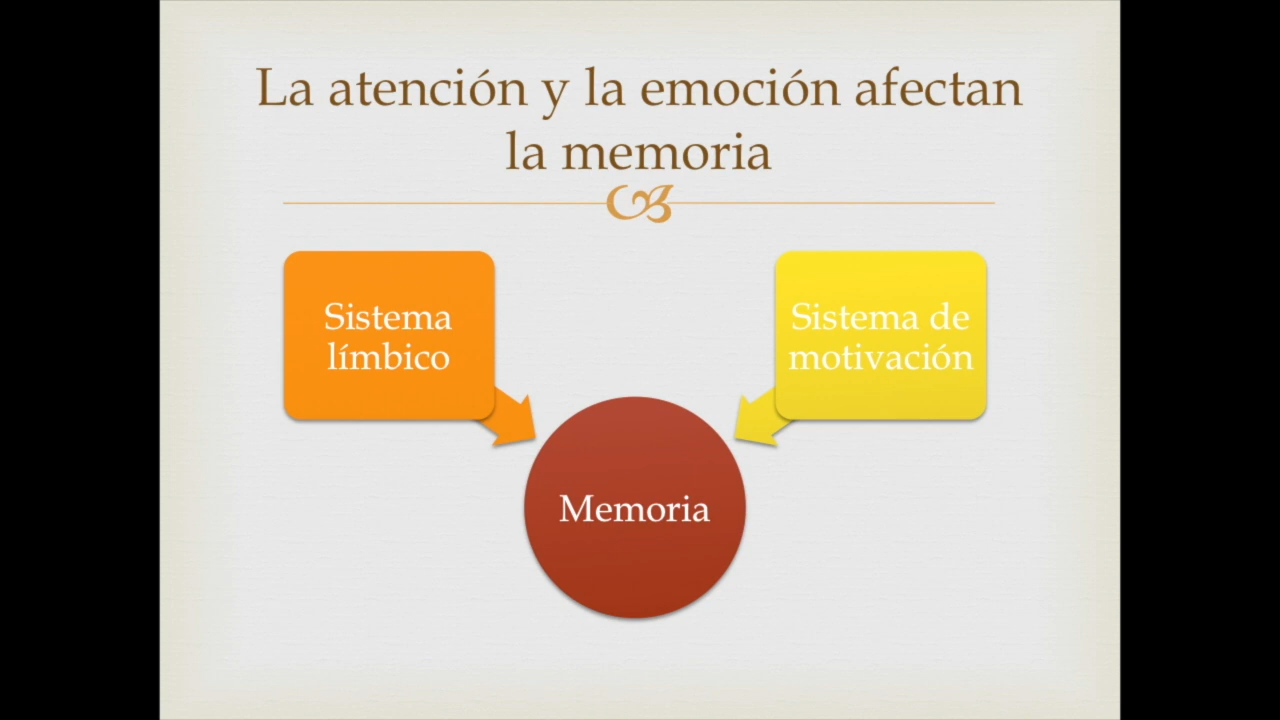 La atención y la emoción afectan
la memoria
Sistema
límbico
Sistema de
motivación
Memoria